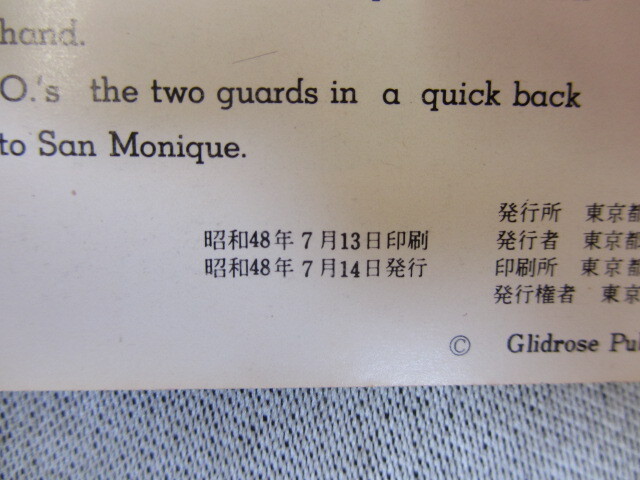 hand.
O.'s the two guards in a quick back
to San Monique.
昭和48年7月13日印刷
昭和48年7月14日発行
発行所 東京都
発行者 東京都
印刷所 東京都
発行権者 東京
© Glidrose Pu